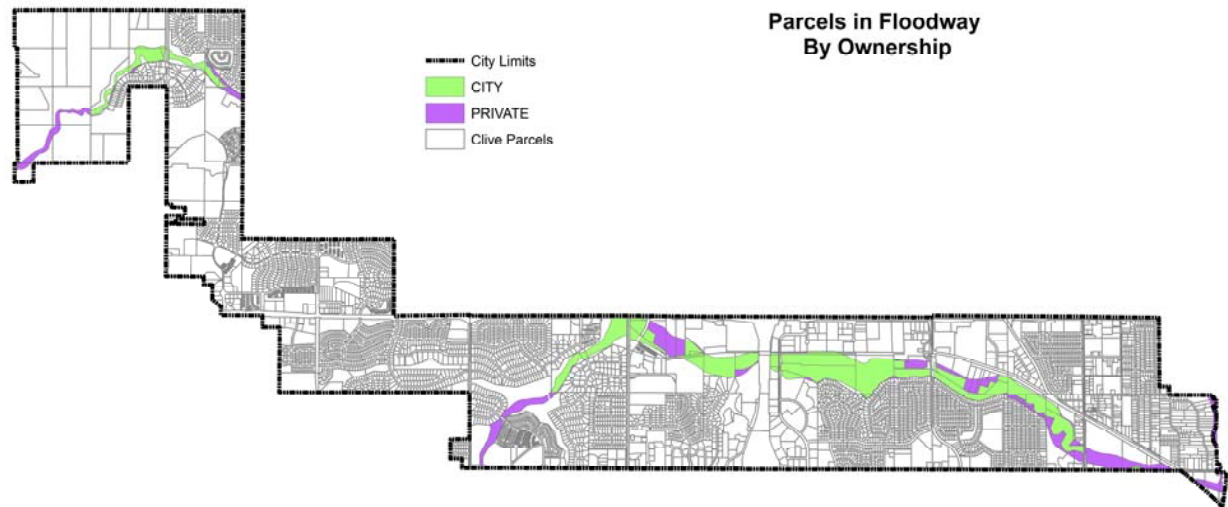 Parcels in Floodway
By Ownership
City Limits
CITY
PRIVATE
Clive Parcels